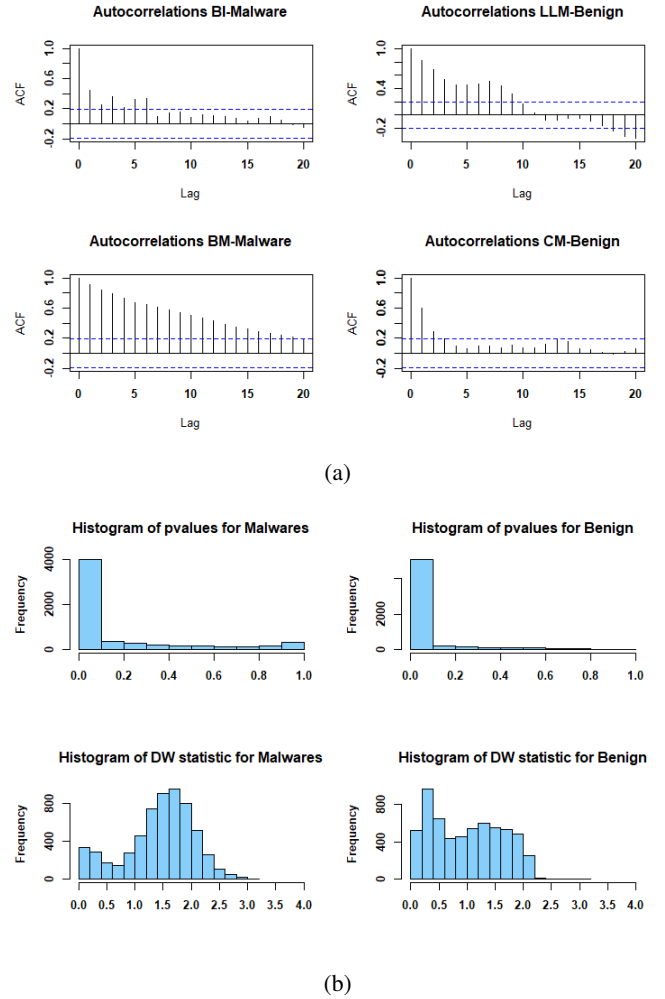 Autocorrelations BI-Malware
ACF
-0.2 0.2 0.6 1.0
0 5 10 15 20
Lag
Autocorrelations LLM-Benign
ACF
-0.2 0.4 1.0
0 5 10 15 20
Lag
Autocorrelations BM-Malware
ACF
-0.2 0.2 0.6 1.0
0 5 10 15 20
Lag
Autocorrelations CM-Benign
ACF
-0.2 0.2 0.6 1.0
0 5 10 15 20
Lag
(a)
Histogram of pvalues for Malwares
Frequency
0 2000 4000
0.0 0.2 0.4 0.6 0.8 1.0
Histogram of pvalues for Benign
Frequency
0 2000
0.0 0.2 0.4 0.6 0.8 1.0
Histogram of DW statistic for Malwares
Frequency
0 400 800
0.0 0.5 1.0 1.5 2.0 2.5 3.0 3.5 4.0
Histogram of DW statistic for Benign
Frequency
0 400 800
0.0 0.5 1.0 1.5 2.0 2.5 3.0 3.5 4.0
(b)